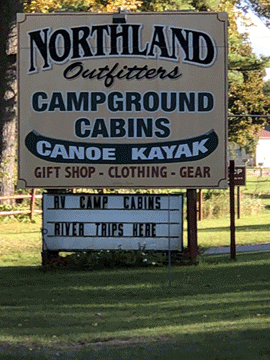 NORTHLAND
Outfitters
CAMPGROUND
CABINS
CANOE KAYAK
GIFT SHOP - CLOTHING - GEAR
RV CAMP CABINS
RIVER TRIPS HERE